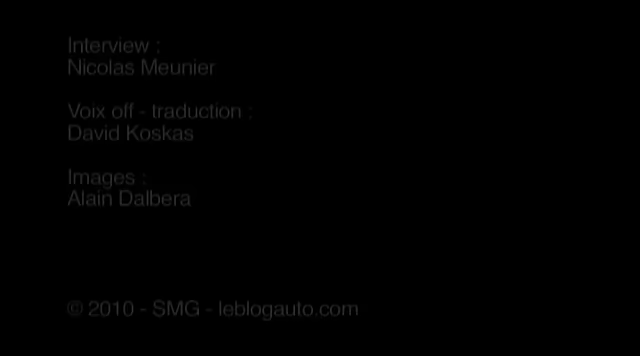 Interview :
Nicolas Meunier
Voix off - traduction :
David Koskas
Images :
Alain Dalbera
© 2010 - SMG - leblogauto.com